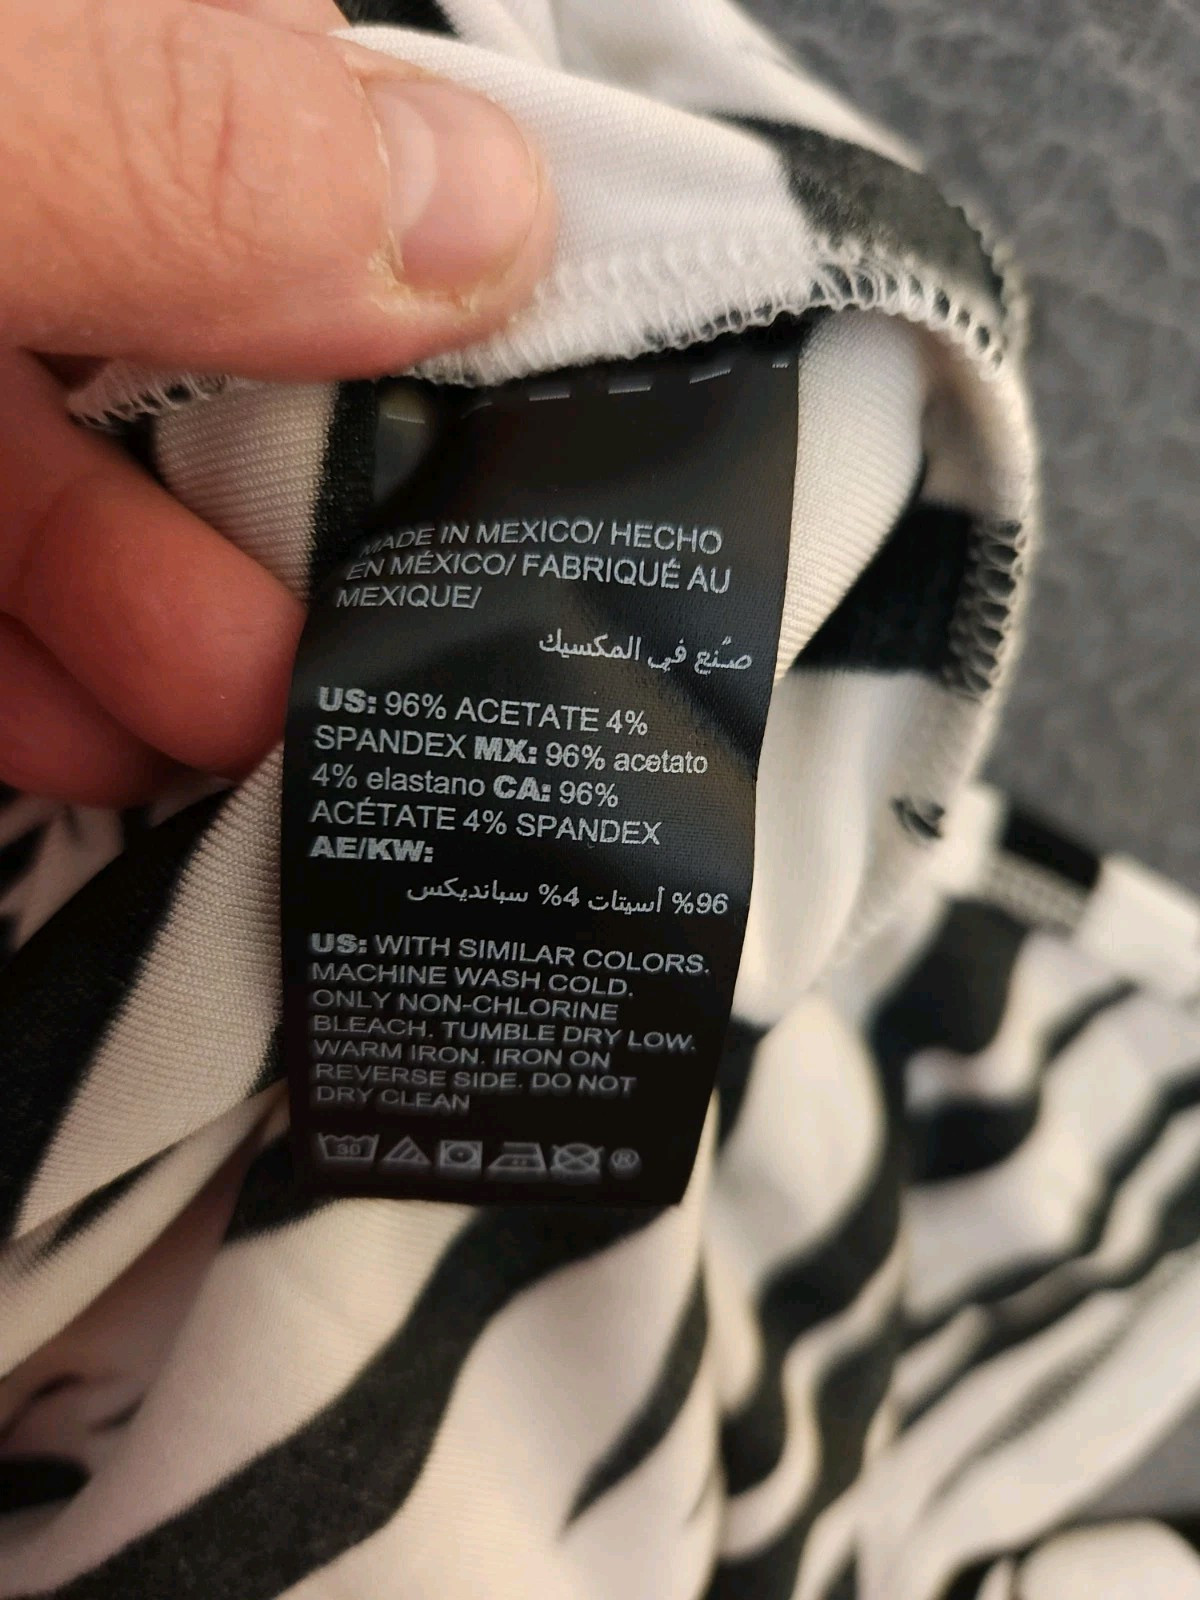 MADE IN MEXICO/ HECHO
EN MÉXICO/ FABRIQUÉ AU
MEXIQUE/
صُنع في المكسيك
US: 96% ACETATE 4%
SPANDEX MX: 96% acetato
4% elastano CA: 96%
ACÉTATE 4% SPANDEX
AE/KW:
96% أسيتات 4% سباندیکس
US: WITH SIMILAR COLORS.
MACHINE WASH COLD.
ONLY NON-CHLORINE
BLEACH. TUMBLE DRY LOW.
WARM IRON. IRON ON
REVERSE SIDE. DO NOT
DRY CLEAN
30 ®